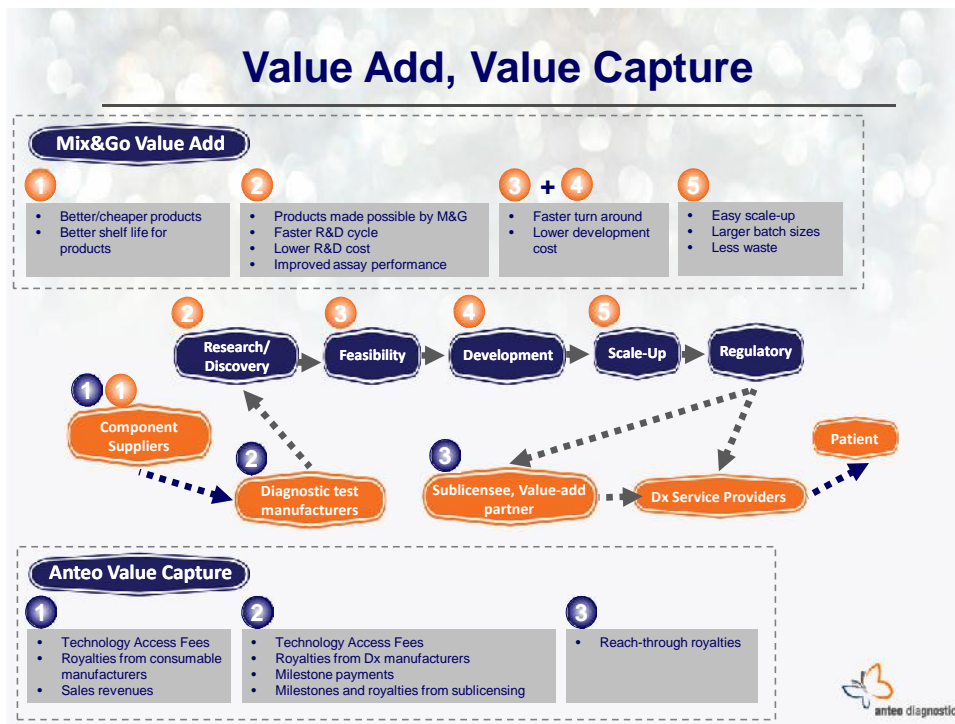 Value Add, Value Capture
Mix&Go Value Add
1
2
3 + 4
5
• Better/cheaper products
• Better shelf life for
products
• Products made possible by M&G
• Faster R&D cycle
• Lower R&D cost
• Improved assay performance
• Faster turn around
• Lower development
cost
• Easy scale-up
• Larger batch sizes
• Less waste
2
3
4
5
Research/
Discovery
Feasibility
Development
Scale-Up
Regulatory
1 1
Component
Suppliers
2
Diagnostic test
manufacturers
3
Sublicensee, Value-add
partner
Dx Service Providers
Patient
Anteo Value Capture
1
2
3
• Technology Access Fees
• Royalties from consumable
manufacturers
• Sales revenues
• Technology Access Fees
• Royalties from Dx manufacturers
• Milestone payments
• Milestones and royalties from sublicensing
• Reach-through royalties
anteo diagnostic